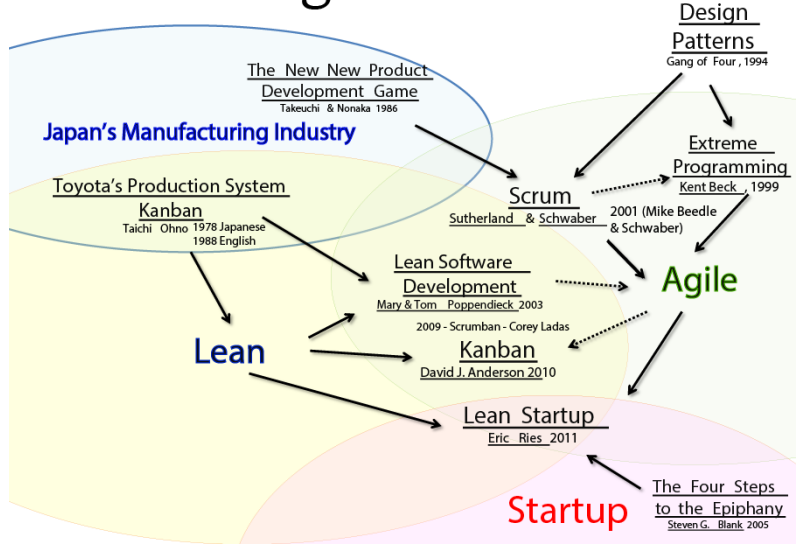 Design
Patterns
Gang of Four , 1994
The New New Product
Development Game
Takeuchi & Nonaka 1986
Japan's Manufacturing Industry
Extreme
Programming
Kent Beck , 1999
Toyota's Production System
Kanban
Taichi Ohno 1978 Japanese
1988 English
Scrum
Sutherland & Schwaber
2001 (Mike Beedle
& Schwaber)
Lean Software
Development
Mary & Tom Poppendieck 2003
Agile
2009 - Scrumban - Corey Ladas
Kanban
David J. Anderson 2010
Lean
Lean Startup
Eric Ries 2011
Startup
The Four Steps
to the Epiphany
Steven G. Blank 2005